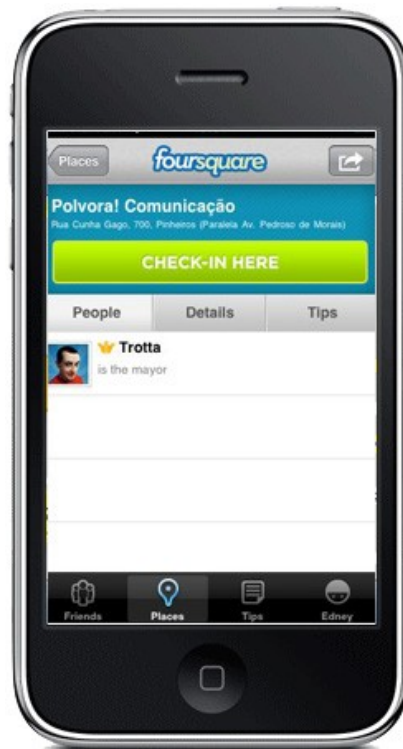 Places
foursquare
Polvora! Comunicação
Rua Cunha Gago, 700, Pinheiros (Paralela Av. Pedroso de Morais)
CHECK-IN HERE
People Details Tips
Trotta
is the mayor
Friends Places Tips Edney